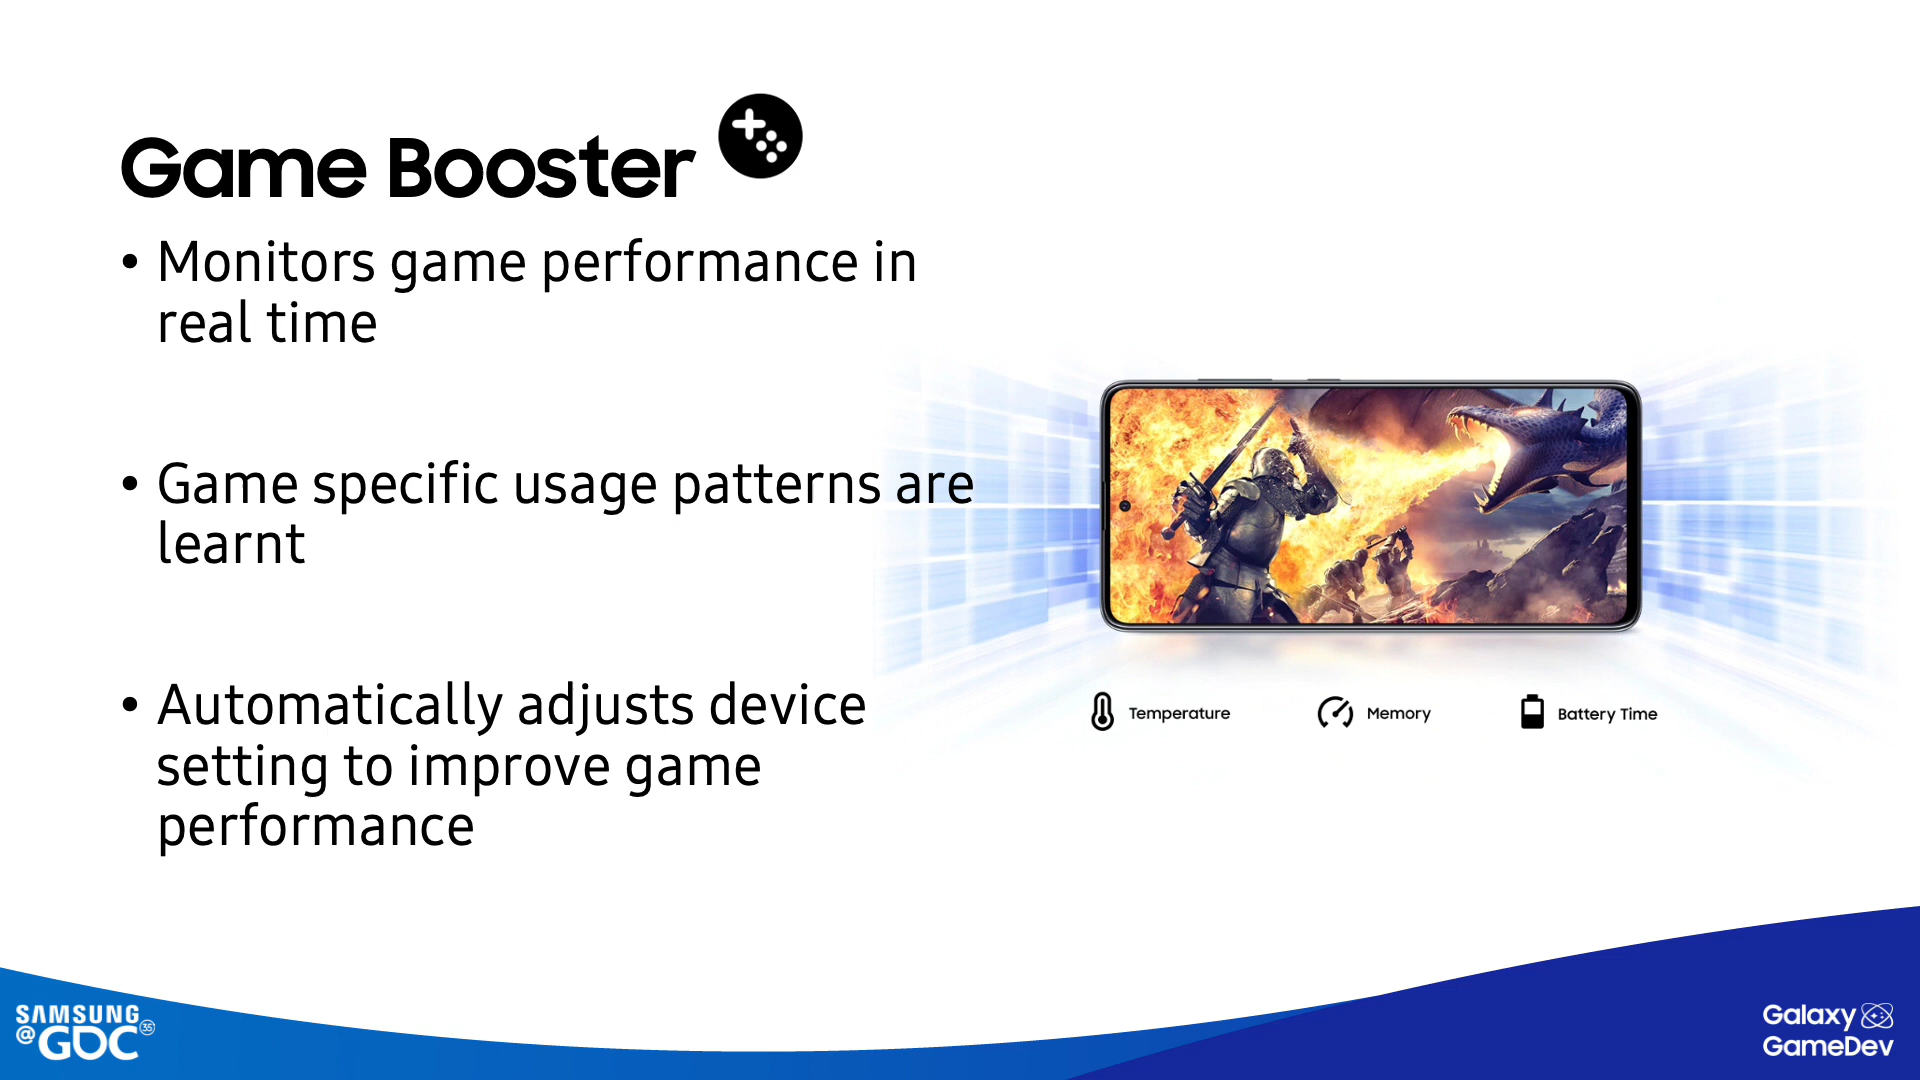 Game Booster
• Monitors game performance in
real time
• Game specific usage patterns are
learnt
• Automatically adjusts device
setting to improve game
performance
Temperature
Memory
Battery Time
SAMSUNG
@GDC 35
Galaxy
GameDev